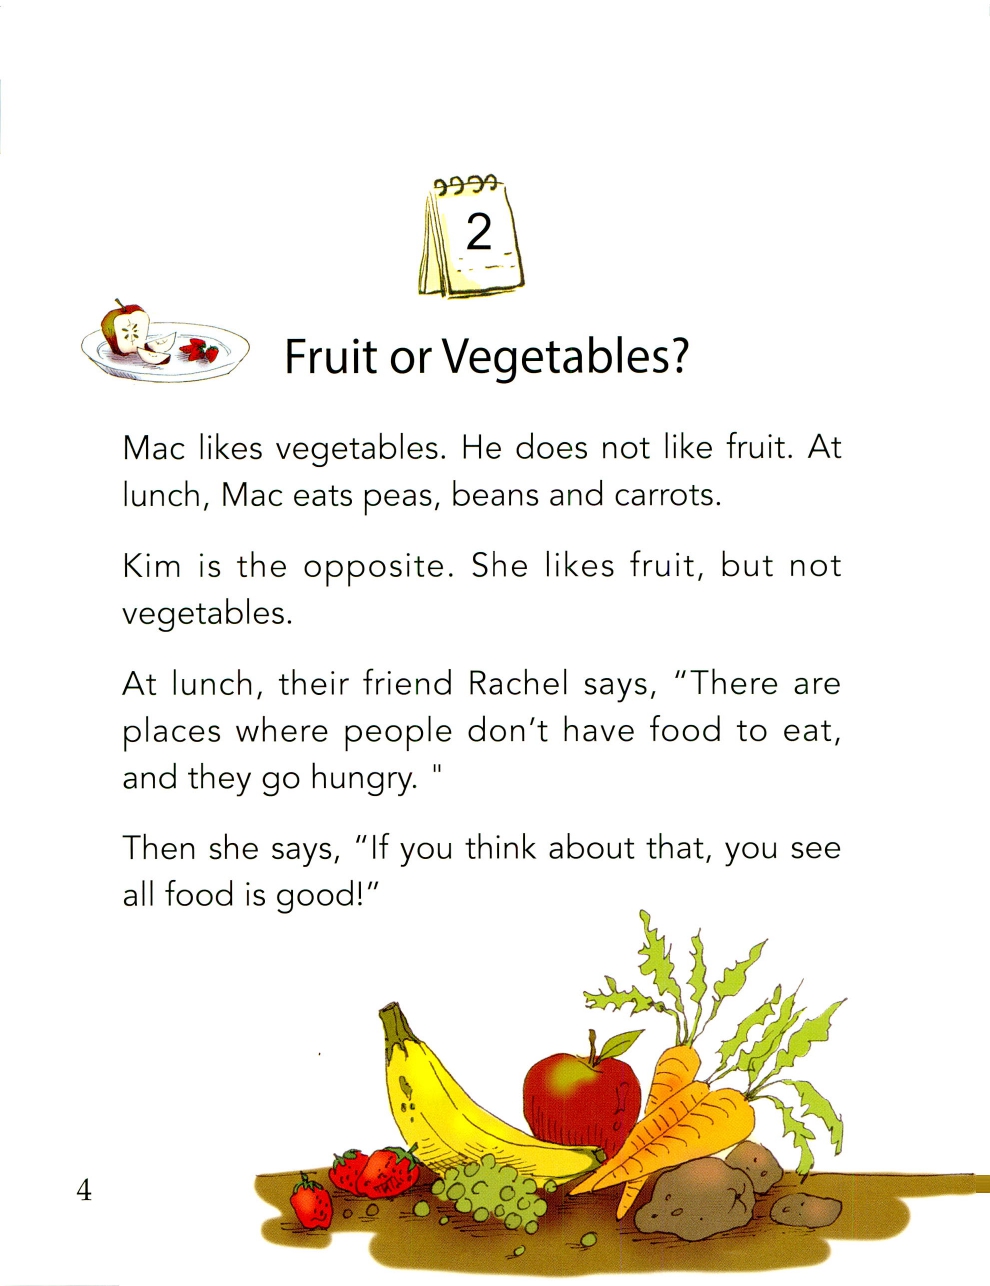 2
Fruit or Vegetables?
Mac likes vegetables. He does not like fruit. At
lunch, Mac eats peas, beans and carrots.
Kim is the opposite. She likes fruit, but not
vegetables.
At lunch, their friend Rachel says, “There are
places where people don’t have food to eat,
and they go hungry. "
Then she says, “If you think about that, you see
all food is good!”
4